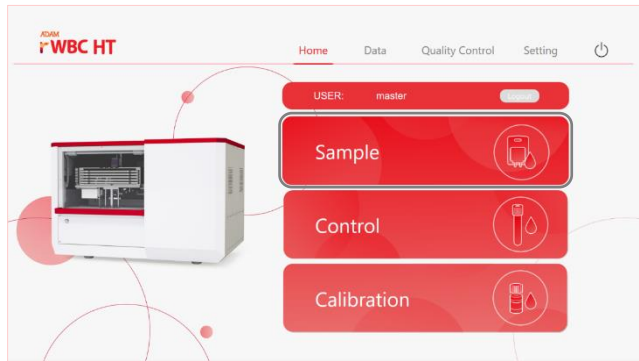 ADAM
rWBC HT
Home Data Quality Control Setting
USER: master Logout
Sample
Control
Calibration